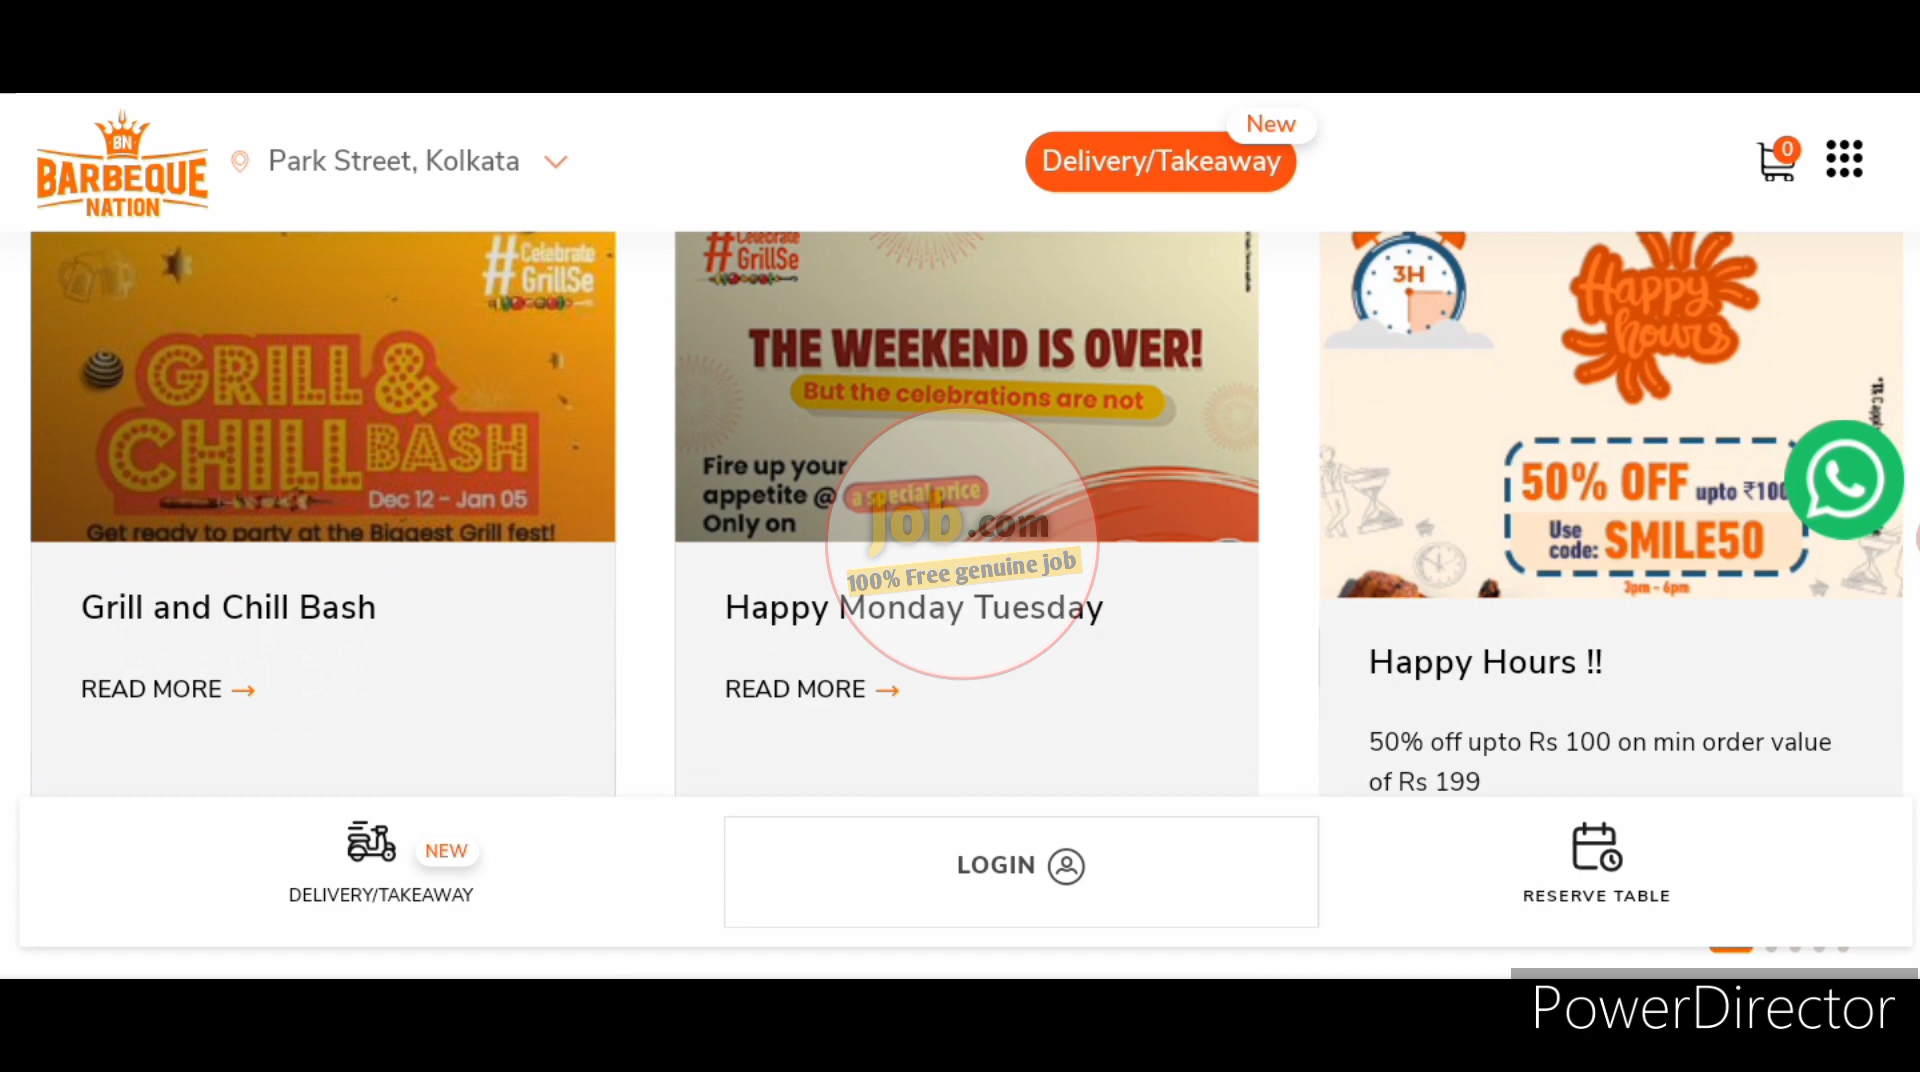 BN
BARBEQUE
NATION
Park Street, Kolkata
New
Delivery/Takeaway
0
#Celebrate
GrillSe
GRILL &
CHILL BASH
Dec 12 - Jan 05
Get ready to party at the Biggest Grill fest!
Grill and Chill Bash
READ MORE →
#Celebrate
GrillSe
THE WEEKEND IS OVER!
But the celebrations are not
Fire up your
appetite @ a special price
Only on
Job.com
100% Free genuine job
Happy Monday Tuesday
READ MORE →
3H
Happy
hours
50% OFF upto ₹100
Use
code: SMILE50
3pm - 6pm
Happy Hours !!
50% off upto Rs 100 on min order value
of Rs 199
NEW
DELIVERY/TAKEAWAY
LOGIN
RESERVE TABLE
PowerDirector